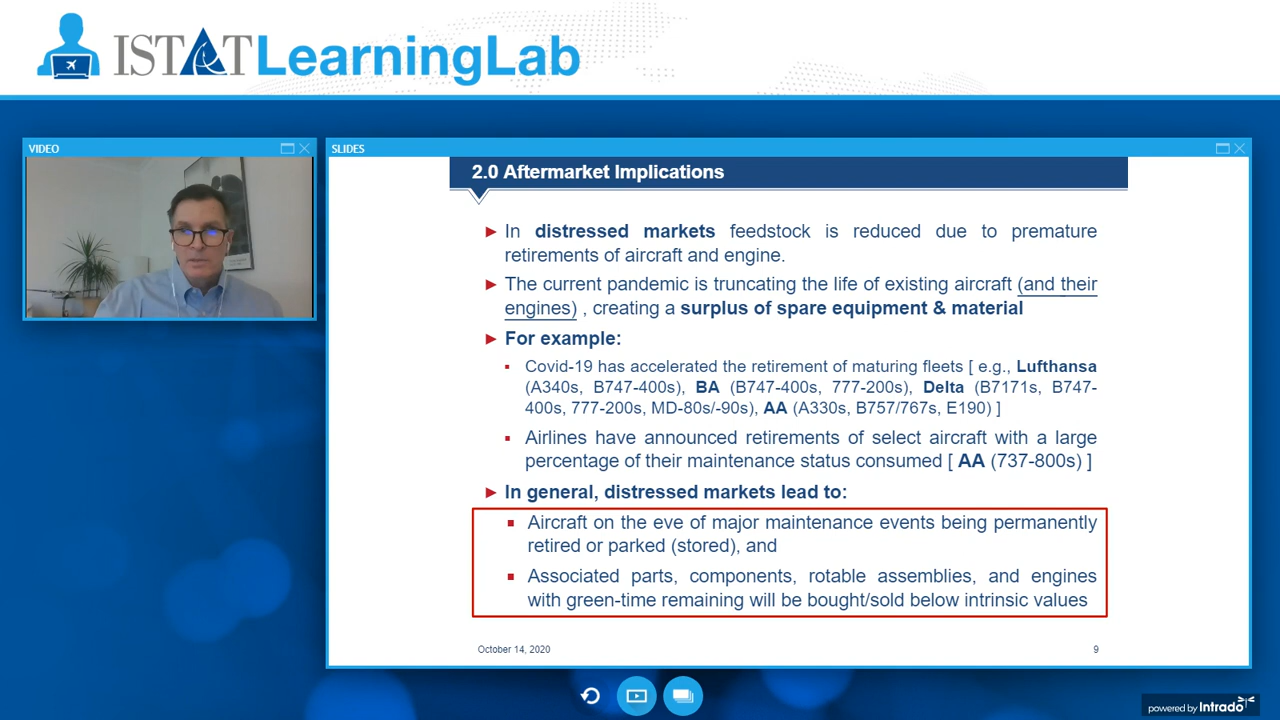 ISTAT LearningLab
VIDEO
SLIDES
2.0 Aftermarket Implications
► In distressed markets feedstock is reduced due to premature
retirements of aircraft and engine.
► The current pandemic is truncating the life of existing aircraft (and their
engines) , creating a surplus of spare equipment & material
► For example:
▪ Covid-19 has accelerated the retirement of maturing fleets [ e.g., Lufthansa
(A340s, B747-400s), BA (B747-400s, 777-200s), Delta (B7171s, B747-
400s, 777-200s, MD-80s/-90s), AA (A330s, B757/767s, E190) ]
▪ Airlines have announced retirements of select aircraft with a large
percentage of their maintenance status consumed [ AA (737-800s) ]
► In general, distressed markets lead to:
▪ Aircraft on the eve of major maintenance events being permanently
retired or parked (stored), and
▪ Associated parts, components, rotable assemblies, and engines
with green-time remaining will be bought/sold below intrinsic values
October 14, 2020
9
powered by Intrado